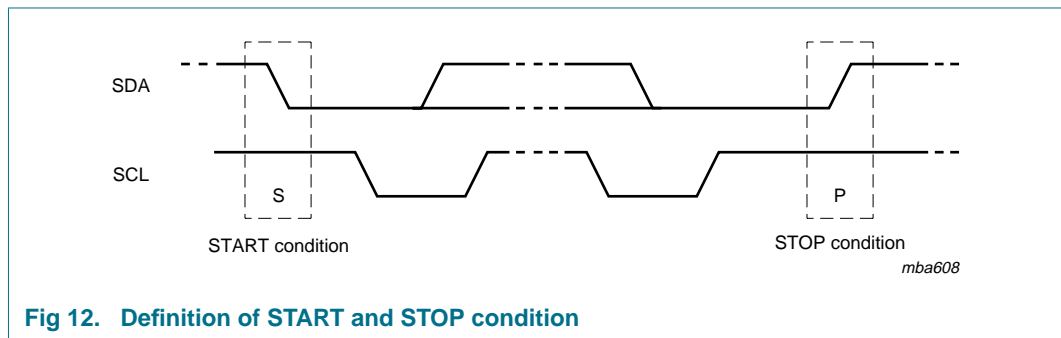 SDA
SCL
S
P
START condition
STOP condition
mba608
Fig 12. Definition of START and STOP condition